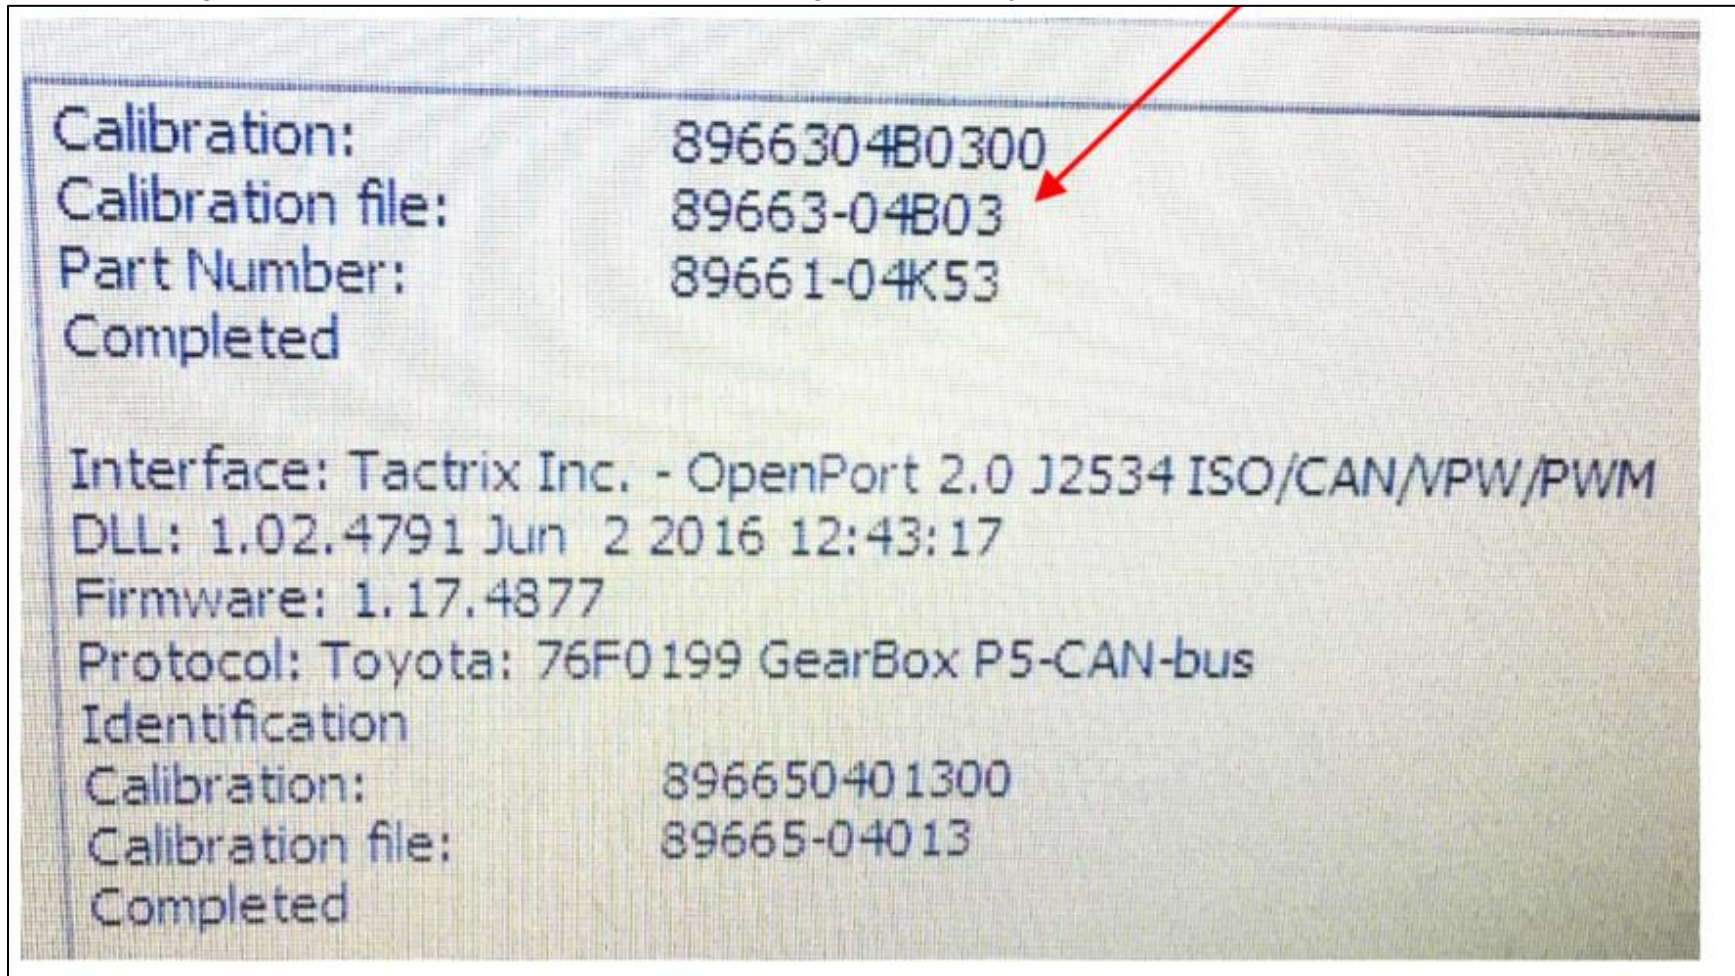 Calibration: 8966304B0300
Calibration file: 89663-04B03
Part Number: 89661-04K53
Completed
Interface: Tactrix Inc. - OpenPort 2.0 J2534 ISO/CAN/VPW/PWM
DLL: 1.02.4791 Jun  2 2016 12:43:17
Firmware: 1.17.4877
Protocol: Toyota: 76F0199 GearBox P5-CAN-bus
Identification
Calibration: 896650401300
Calibration file: 89665-04013
Completed